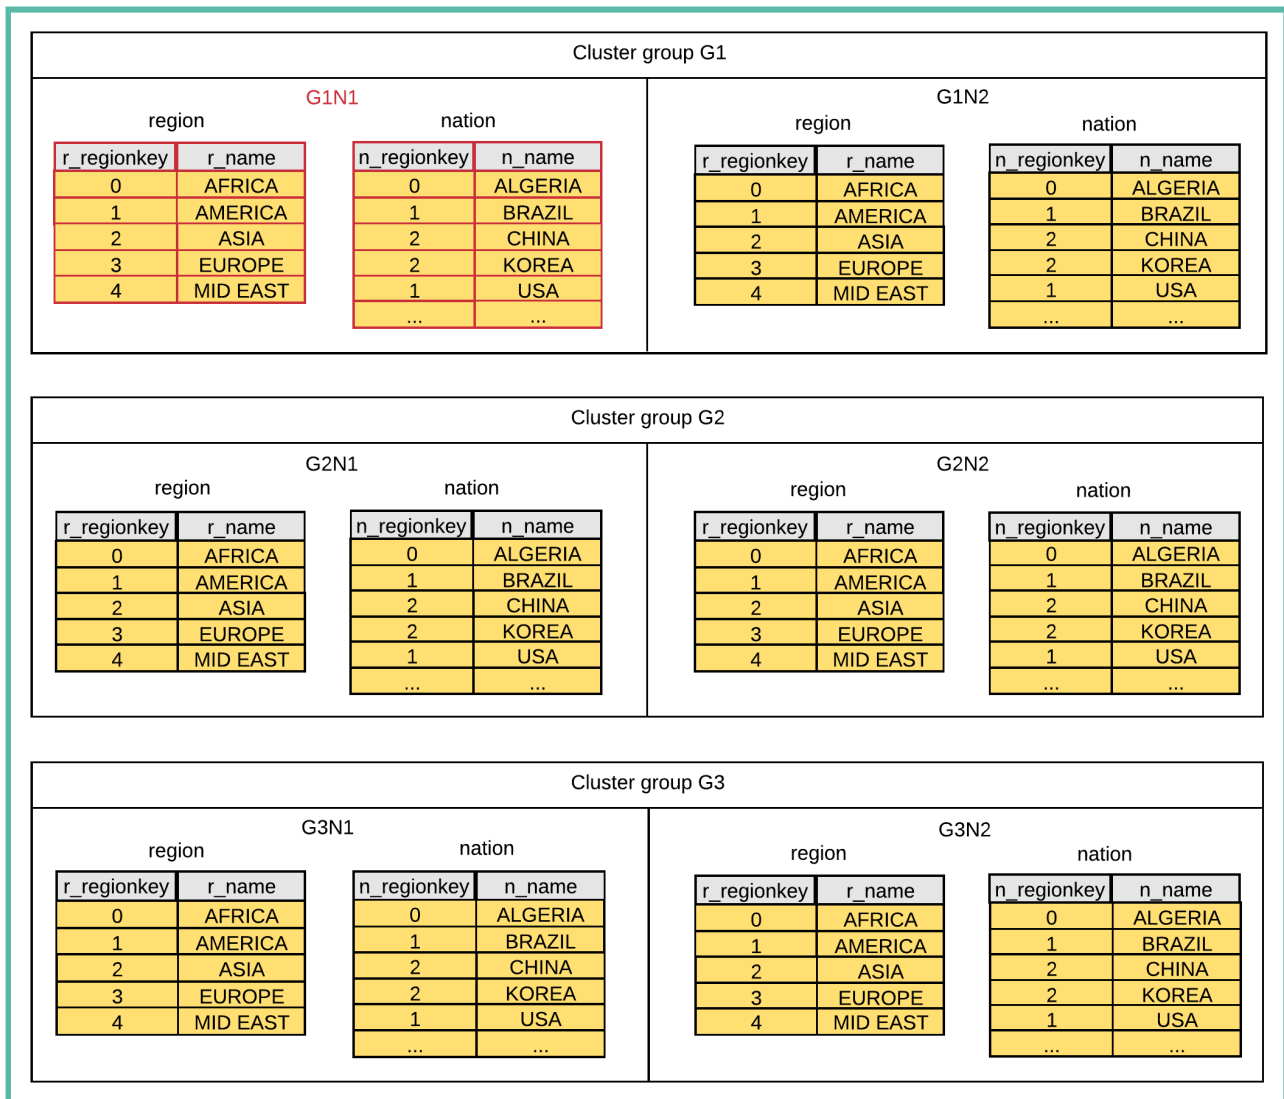 Cluster group G1
G1N1
region
nation
r_regionkey r_name
0 AFRICA
1 AMERICA
2 ASIA
3 EUROPE
4 MID EAST
n_regionkey n_name
0 ALGERIA
1 BRAZIL
2 CHINA
2 KOREA
1 USA
... ...
G1N2
region
nation
r_regionkey r_name
0 AFRICA
1 AMERICA
2 ASIA
3 EUROPE
4 MID EAST
n_regionkey n_name
0 ALGERIA
1 BRAZIL
2 CHINA
2 KOREA
1 USA
... ...
Cluster group G2
G2N1
region
nation
r_regionkey r_name
0 AFRICA
1 AMERICA
2 ASIA
3 EUROPE
4 MID EAST
n_regionkey n_name
0 ALGERIA
1 BRAZIL
2 CHINA
2 KOREA
1 USA
... ...
G2N2
region
nation
r_regionkey r_name
0 AFRICA
1 AMERICA
2 ASIA
3 EUROPE
4 MID EAST
n_regionkey n_name
0 ALGERIA
1 BRAZIL
2 CHINA
2 KOREA
1 USA
... ...
Cluster group G3
G3N1
region
nation
r_regionkey r_name
0 AFRICA
1 AMERICA
2 ASIA
3 EUROPE
4 MID EAST
n_regionkey n_name
0 ALGERIA
1 BRAZIL
2 CHINA
2 KOREA
1 USA
... ...
G3N2
region
nation
r_regionkey r_name
0 AFRICA
1 AMERICA
2 ASIA
3 EUROPE
4 MID EAST
n_regionkey n_name
0 ALGERIA
1 BRAZIL
2 CHINA
2 KOREA
1 USA
... ...